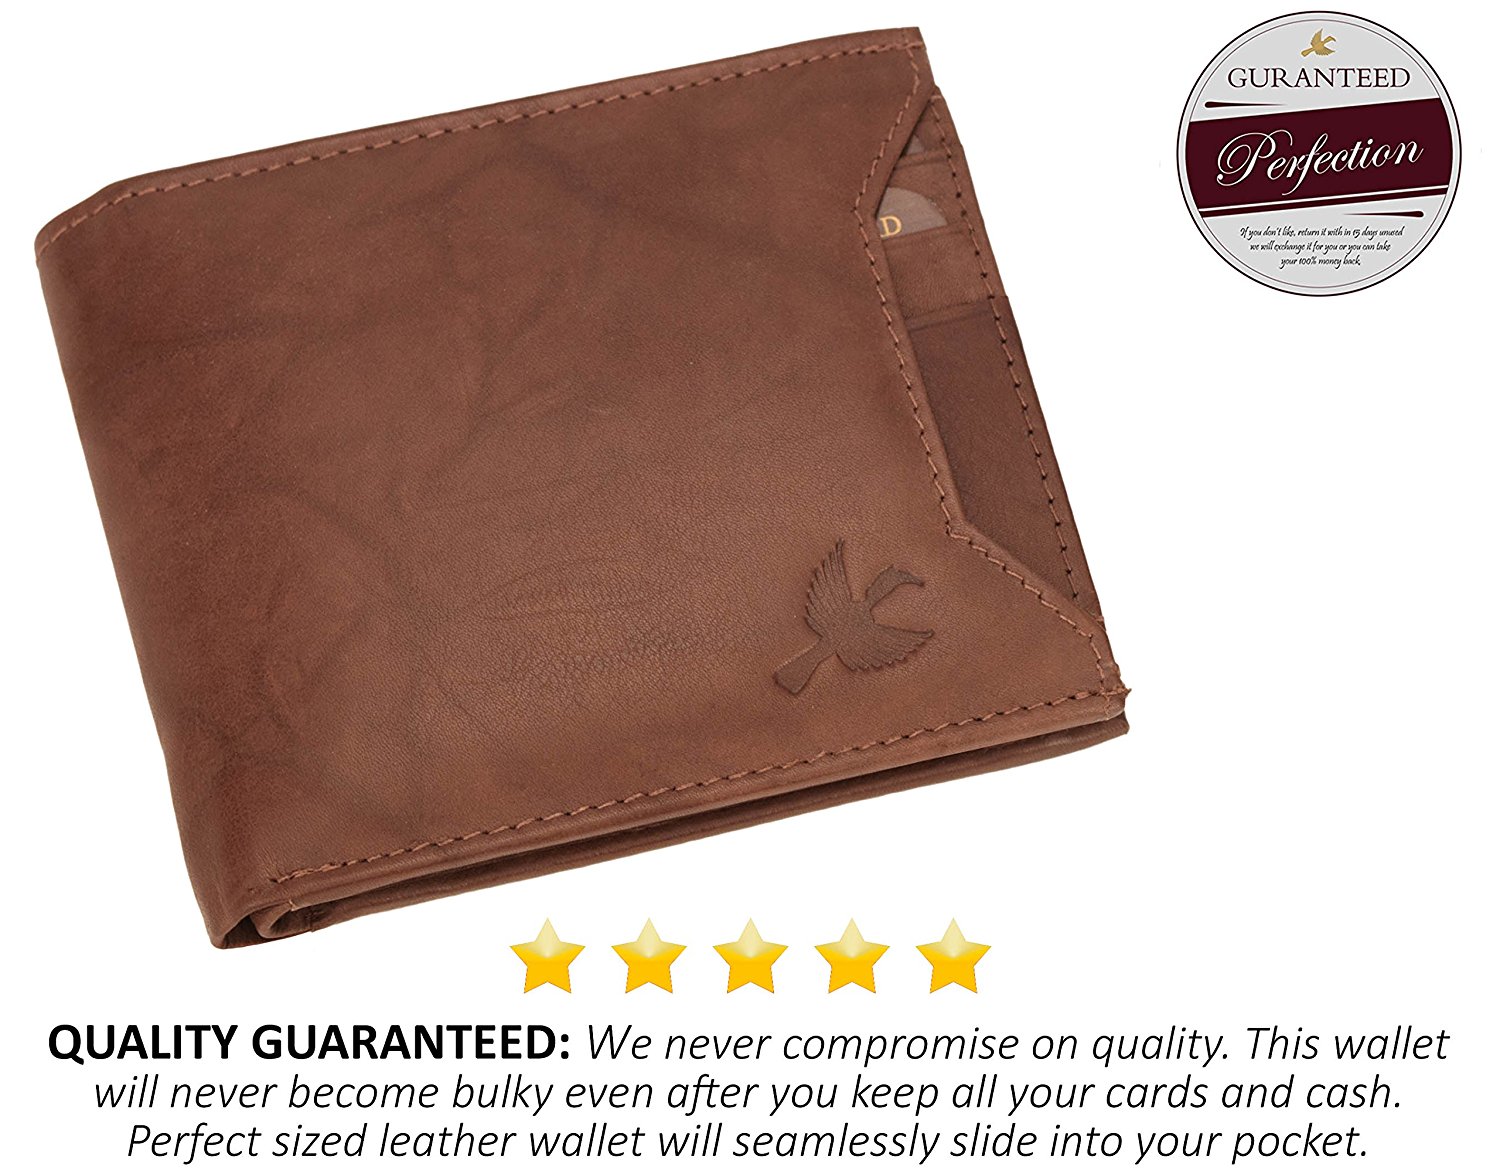 GURANTEED
Perfection
If you don't like, return it with in 15 days unused
we will exchange it for you or you can take
your 100% money back.
D
QUALITY GUARANTEED: We never compromise on quality. This wallet
will never become bulky even after you keep all your cards and cash.
Perfect sized leather wallet will seamlessly slide into your pocket.